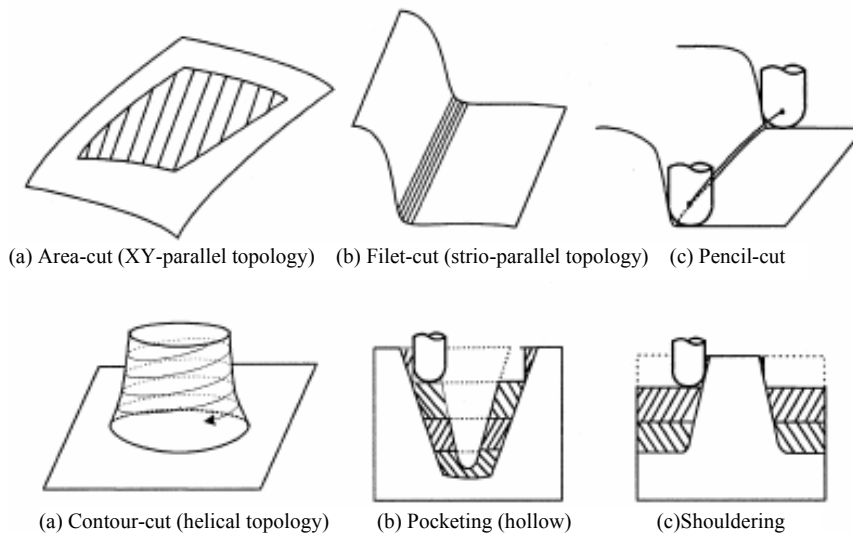 (a) Area-cut (XY-parallel topology) (b) Filet-cut (strio-parallel topology) (c) Pencil-cut
(a) Contour-cut (helical topology) (b) Pocketing (hollow) (c)Shouldering